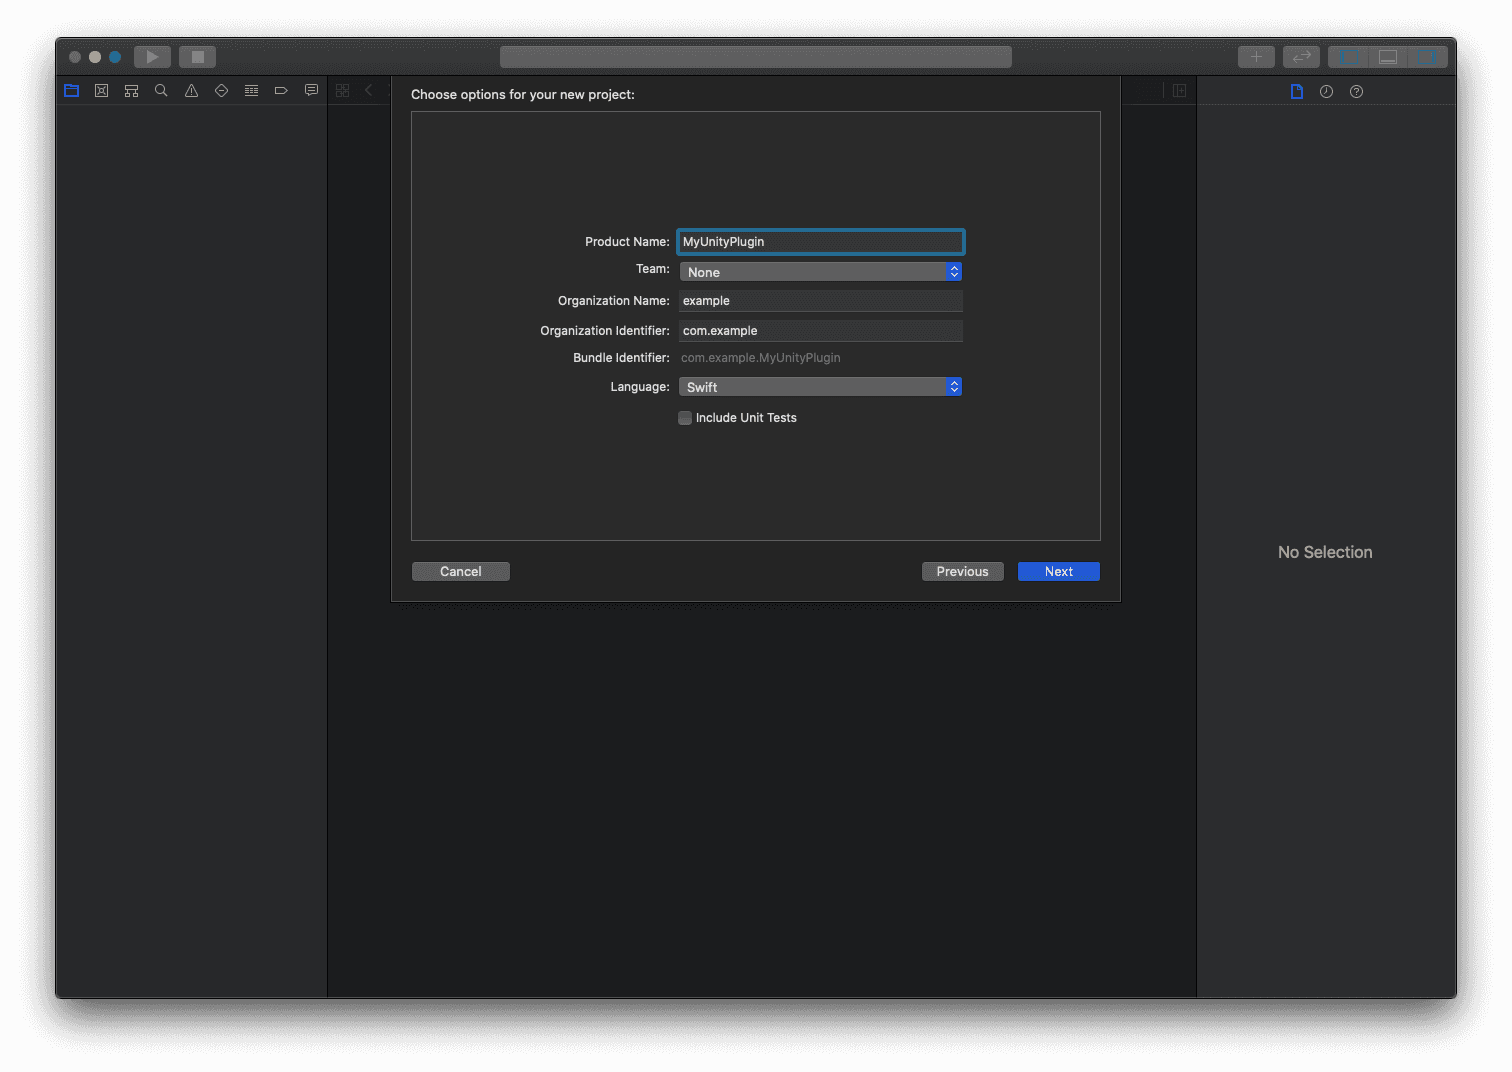 Choose options for your new project:
Product Name: MyUnityPlugin
Team: None
Organization Name: example
Organization Identifier: com.example
Bundle Identifier: com.example.MyUnityPlugin
Language: Swift
Include Unit Tests
No Selection
Cancel Previous Next